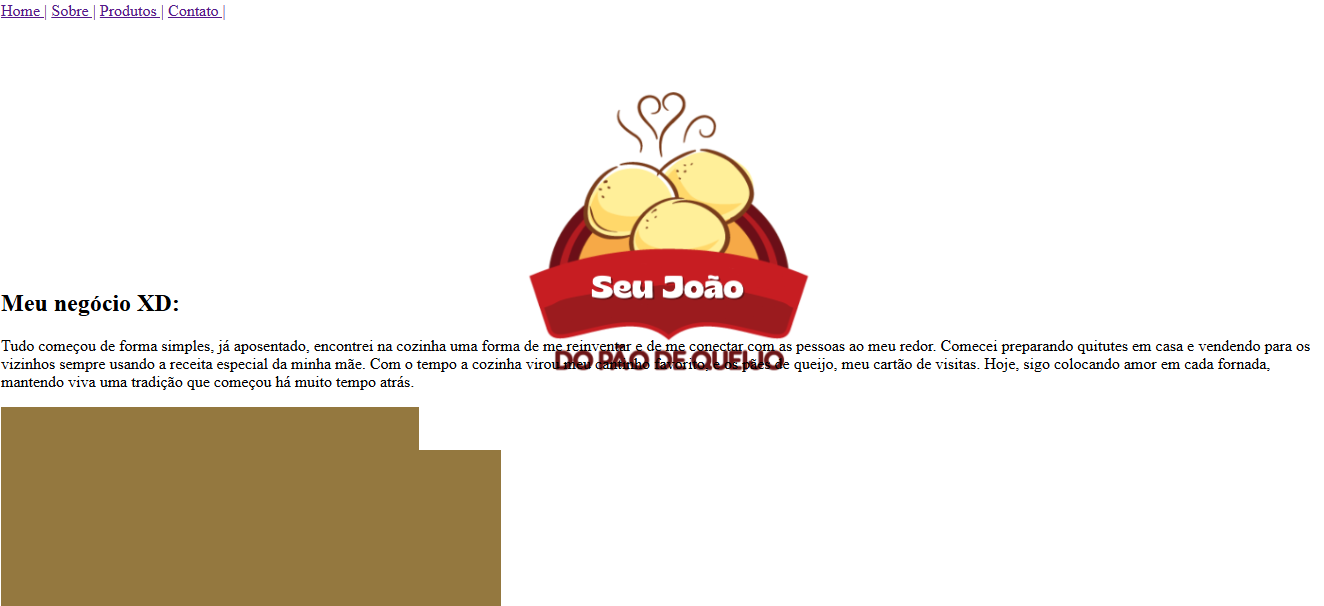 Home | Sobre | Produtos | Contato |
Seu João
DO PÃO DE QUEIJO
Meu negócio XD:
Tudo começou de forma simples, já aposentado, encontrei na cozinha uma forma de me reinventar e de me conectar com as pessoas ao meu redor. Comecei preparando quitutes em casa e vendendo para os
vizinhos sempre usando a receita especial da minha mãe. Com o tempo a cozinha virou meu cantinho favorito, e os pães de queijo, meu cartão de visitas. Hoje, sigo colocando amor em cada fornada,
mantendo viva uma tradição que começou há muito tempo atrás.